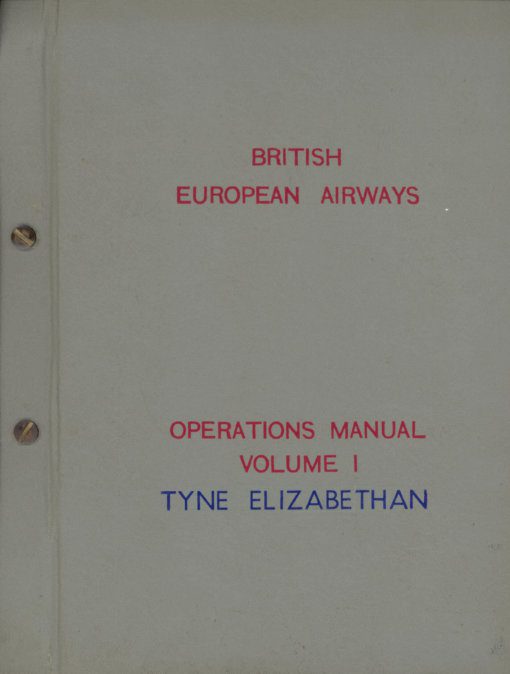 BRITISH
EUROPEAN AIRWAYS
OPERATIONS MANUAL
VOLUME I
TYNE ELIZABETHAN